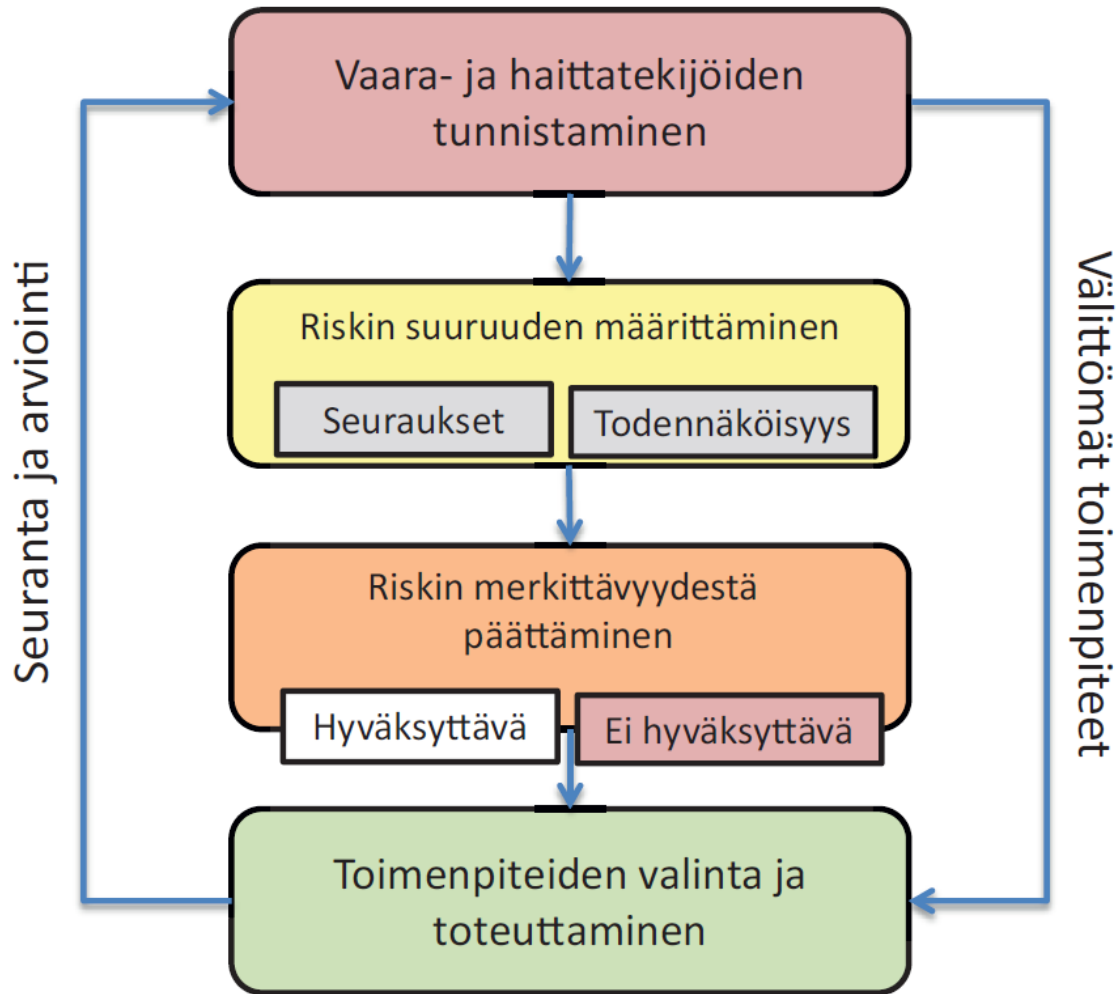 Vaara- ja haittatekijöiden
tunnistaminen
Riskin suuruuden määrittäminen
Seuraukset
Todennäköisyys
Riskin merkittävyydestä
päättäminen
Hyväksyttävä
Ei hyväksyttävä
Toimenpiteiden valinta ja
toteuttaminen
Seuranta ja arviointi
Välittömät toimenpiteet